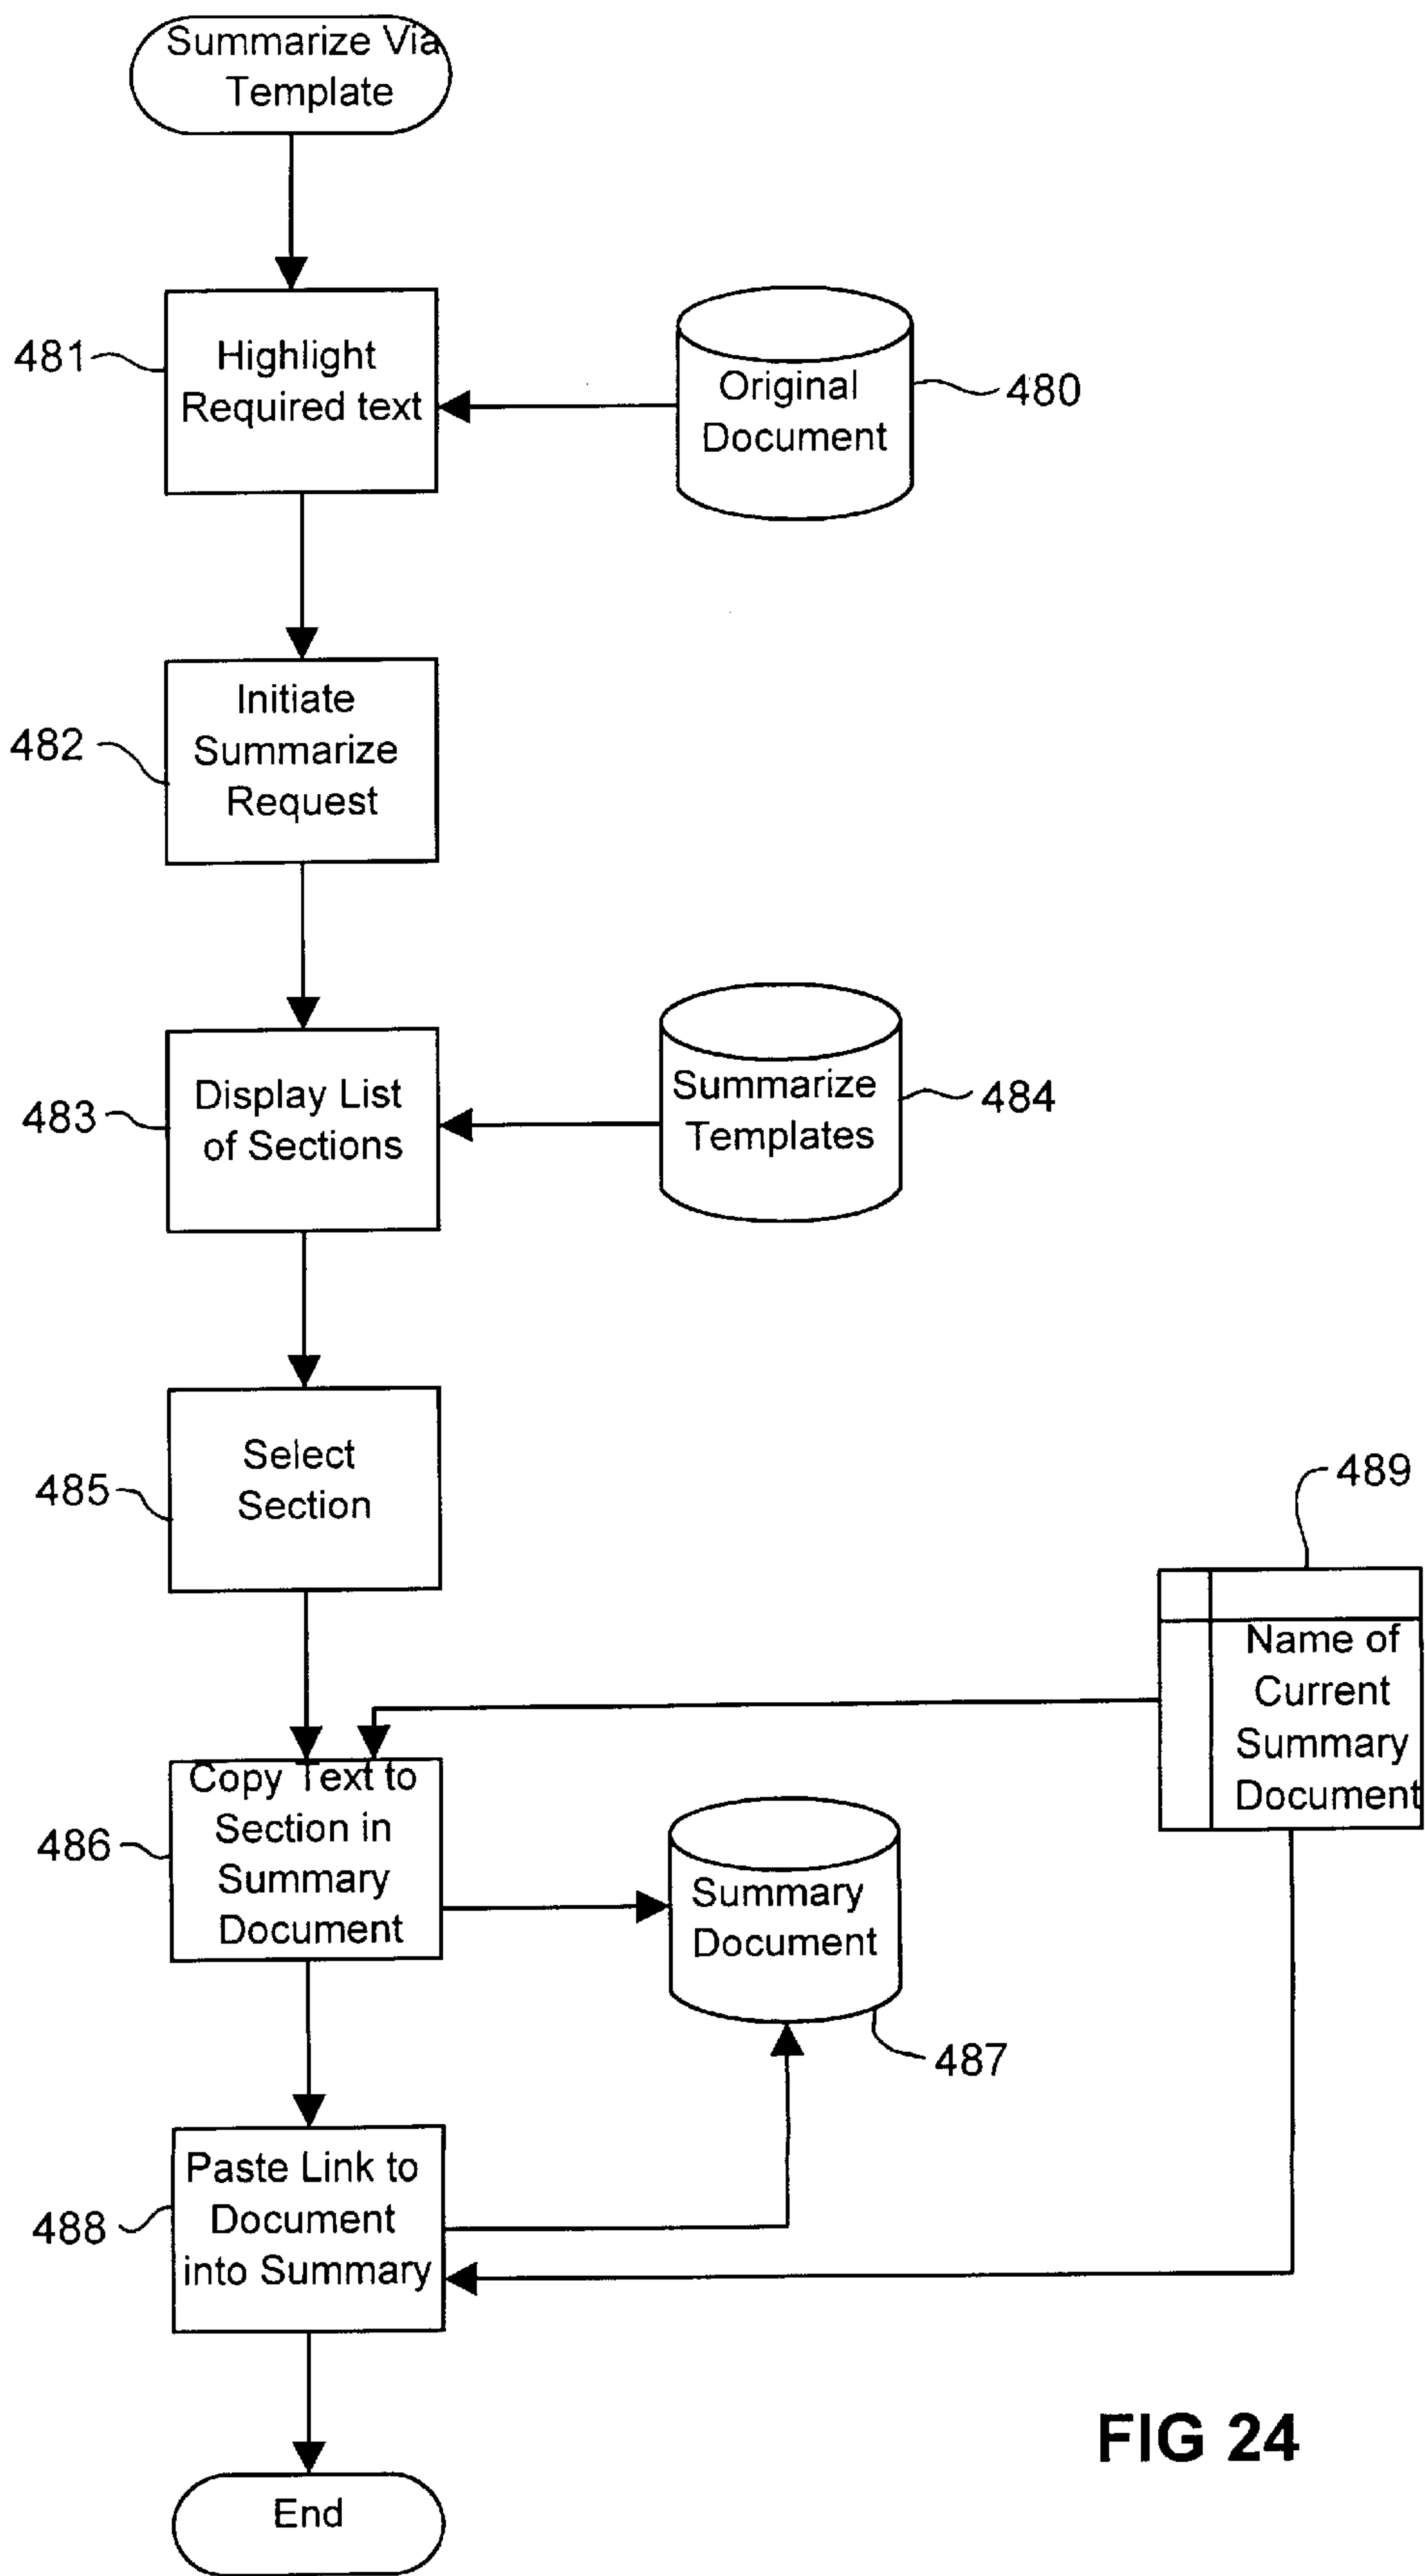 Summarize Via
Template
481
Highlight
Required text
Original
Document
480
482
Initiate
Summarize
Request
483
Display List
of Sections
Summarize
Templates
484
485
Select
Section
489
Name of
Current
Summary
Document
486
Copy Text to
Section in
Summary
Document
Summary
Document
487
488
Paste Link to
Document
into Summary
FIG 24
End